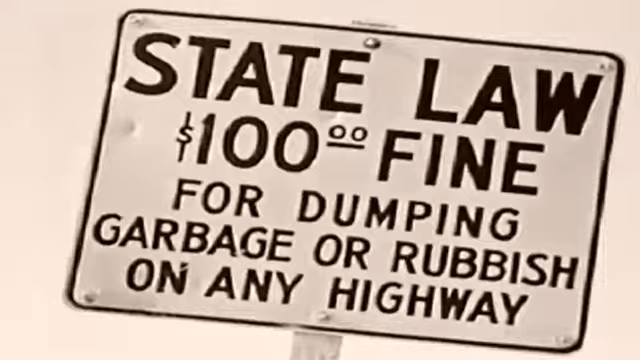 STATE LAW
$100.00 FINE
FOR DUMPING
GARBAGE OR RUBBISH
ON ANY HIGHWAY